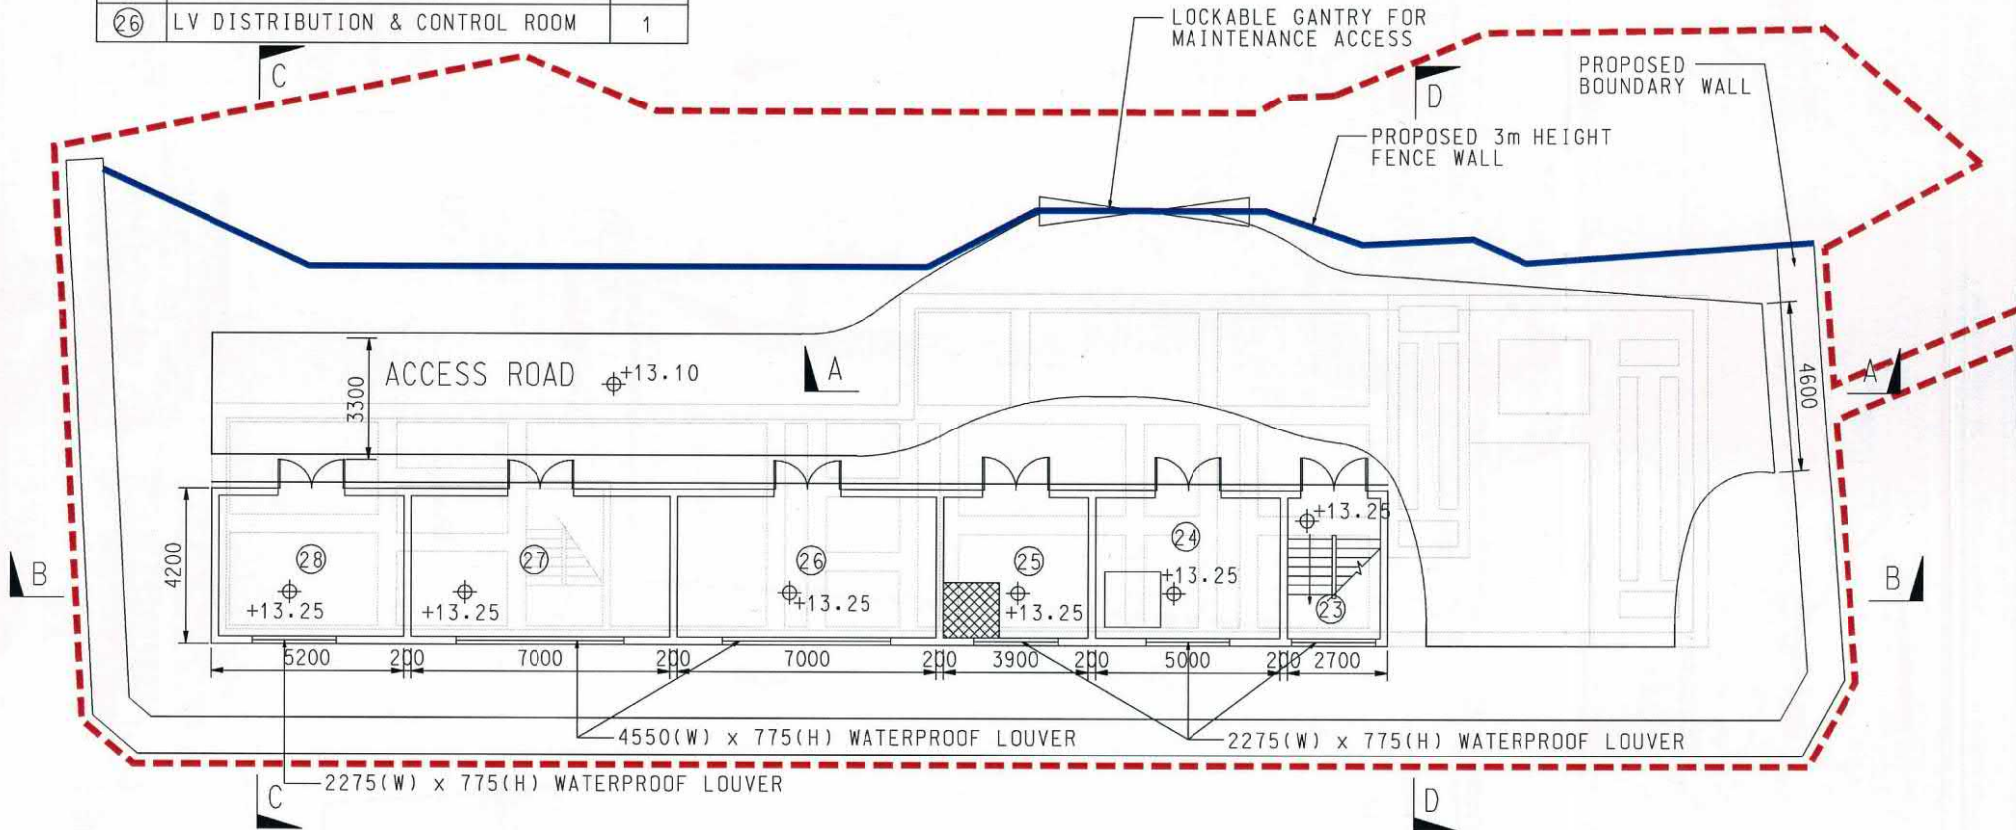 26 LV DISTRIBUTION & CONTROL ROOM 1
LOCKABLE GANTRY FOR
MAINTENANCE ACCESS
C
D
PROPOSED
BOUNDARY WALL
PROPOSED 3m HEIGHT
FENCE WALL
ACCESS ROAD
+13.10
3300
A
A
4600
4200
28
+13.25
27
+13.25
26
+13.25
25
+13.25
24
+13.25
+13.25
23
B
B
5200 200 7000 200 7000 200 3900 200 5000 200 2700
4550(W) x 775(H) WATERPROOF LOUVER
2275(W) x 775(H) WATERPROOF LOUVER
2275(W) x 775(H) WATERPROOF LOUVER
C
D